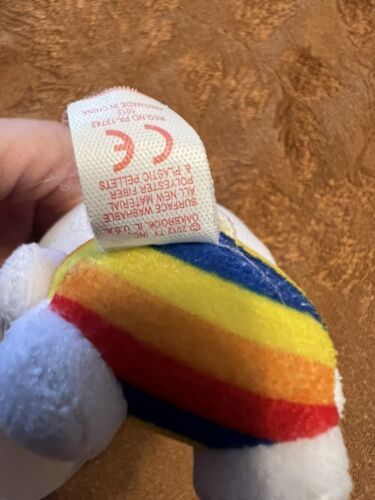 © 2012 TY INC.,
OAKBROOK, IL. U.S.A.
SURFACE WASHABLE
ALL NEW MATERIAL
POLYESTER FIBER
& PLASTIC PELLETS
CE
REG.NO PA-13742
1012
HANDMADE IN CHINA